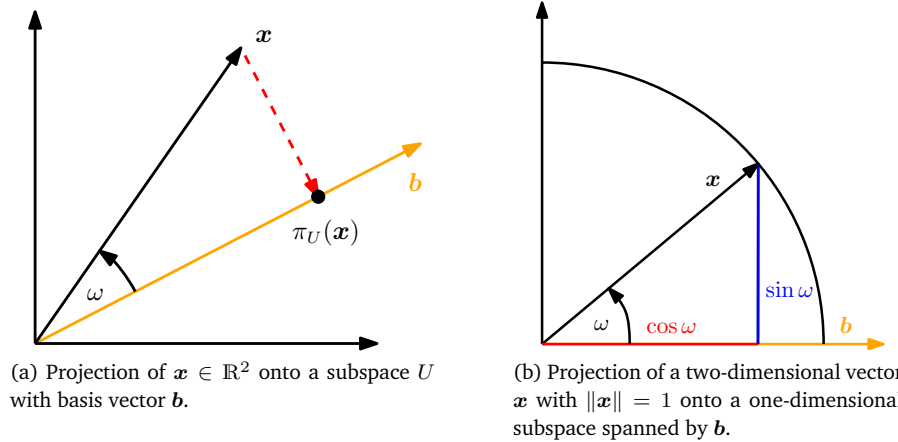 x
b
π_U(x)
ω
(a) Projection of x ∈ ℝ² onto a subspace U
with basis vector b.
x
sin ω
ω
cos ω
b
(b) Projection of a two-dimensional vector
x with ‖x‖ = 1 onto a one-dimensional
subspace spanned by b.